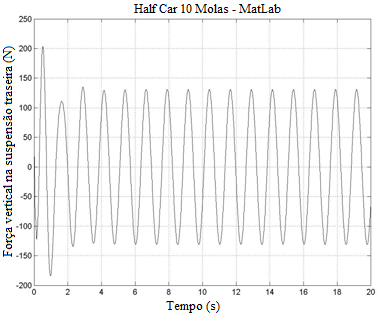 Half Car 10 Molas - MatLab
Força vertical na suspensão traseira (N)
250
200
150
100
50
0
-50
-100
-150
-200
0 2 4 6 8 10 12 14 16 18 20
Tempo (s)